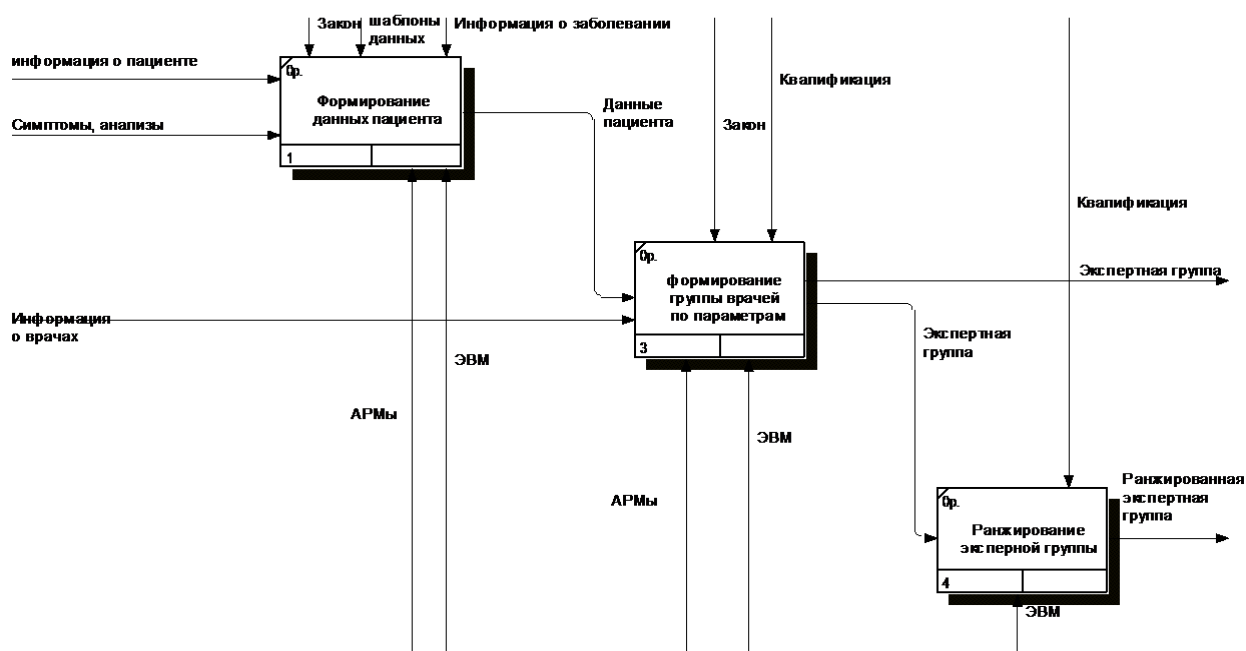 Закон
шаблоны
данных
Информация о заболевании
информация о пациенте
0р.
Формирование
данных пациента
Симптомы, анализы
1
Данные
пациента
Квалификация
Закон
Квалификация
0р.
формирование
группы врачей
по параметрам
3
Экспертная группа
Информация
о врачах
Экспертная
группа
ЭВМ
АРМы
ЭВМ
АРМы
0р.
Ранжирование
эксперной группы
4
Ранжированная
экспертная
группа
ЭВМ